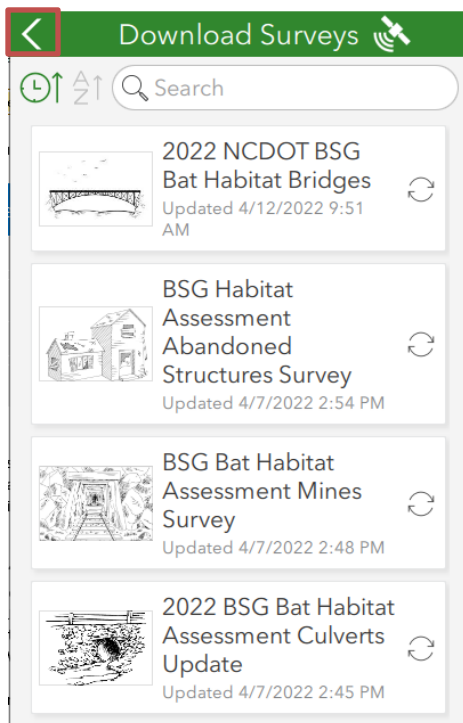 Download Surveys
A
Z
Search
2022 NCDOT BSG
Bat Habitat Bridges
Updated 4/12/2022 9:51
AM
BSG Habitat
Assessment
Abandoned
Structures Survey
Updated 4/7/2022 2:54 PM
BSG Bat Habitat
Assessment Mines
Survey
Updated 4/7/2022 2:48 PM
2022 BSG Bat Habitat
Assessment Culverts
Update
Updated 4/7/2022 2:45 PM